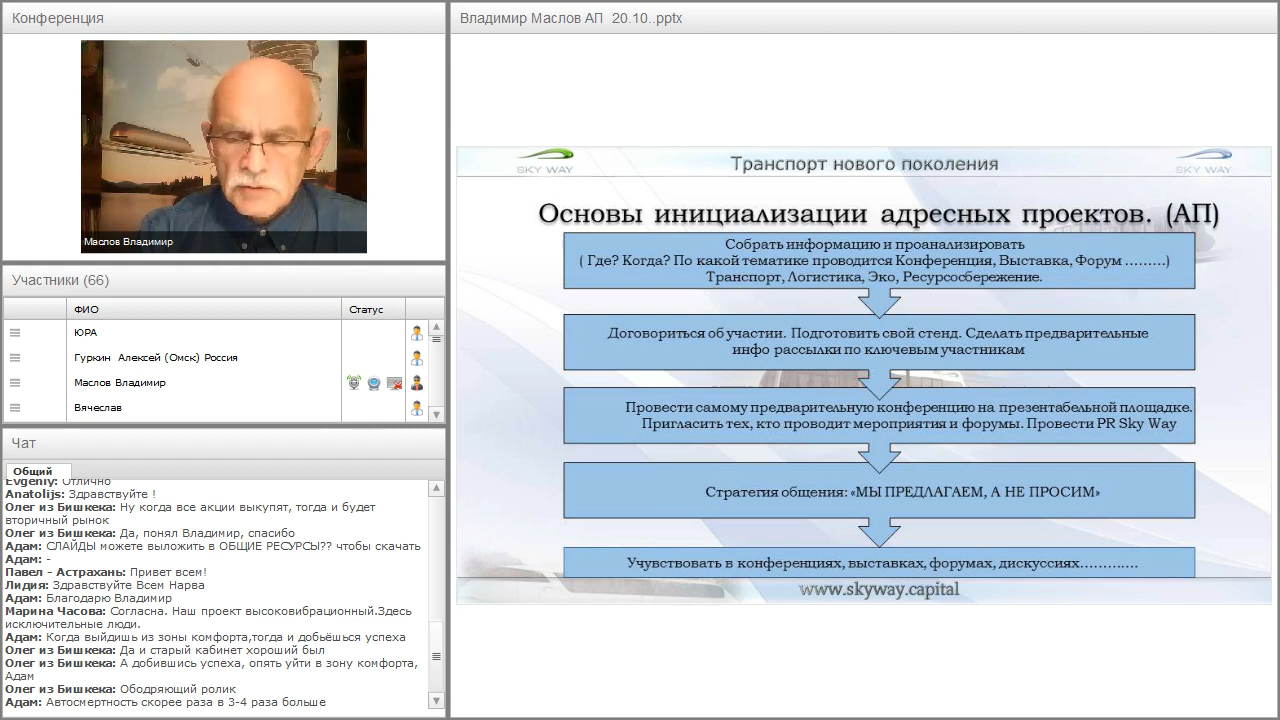 Конференция
Маслов Владимир
Участники (66)
ФИО
Статус
ЮРА
Гуркин Алексей (Омск) Россия
Маслов Владимир
Вячеслав
Чат
Общий
Evgeniy: Отлично
Anatolijs: Здравствуйте !
Олег из Бишкека: Ну когда все акции выкупят, тогда и будет
вторичный рынок
Олег из Бишкека: Да, понял Владимир, спасибо
Адам: СЛАЙДЫ можете выложить в ОБЩИЕ РЕСУРСЫ?? чтобы скачать
Адам: -
Павел - Астрахань: Привет всем!
Лидия: Здравствуйте Всем Нарва
Адам: Благодарю Владимир
Марина Часова: Согласна. Наш проект высоковибрационный.Здесь
исключительные люди.
Адам: Когда выйдишь из зоны комфорта,тогда и добьёшься успеха
Олег из Бишкека: Да и старый кабинет хороший был
Олег из Бишкека: А добившись успеха, опять уйти в зону комфорта,
Адам
Олег из Бишкека: Ободряющий ролик
Адам: Автосмертность скорее раза в 3-4 раза больше
Владимир Маслов АП 20.10..pptx
SKY WAY
Транспорт нового поколения
SKY WAY
Основы инициализации адресных проектов. (АП)
Собрать информацию и проанализировать
( Где? Когда? По какой тематике проводится Конференция, Выставка, Форум ………)
Транспорт, Логистика, Эко, Ресурсосбережение.
Договориться об участии. Подготовить свой стенд. Сделать предварительные
инфо рассылки по ключевым участникам
Провести самому предварительную конференцию на презентабельной площадке.
Пригласить тех, кто проводит мероприятия и форумы. Провести PR Sky Way
Стратегия общения: «МЫ ПРЕДЛАГАЕМ, А НЕ ПРОСИМ»
Учувствовать в конференциях, выставках, форумах, дискуссиях………….
www.skyway.capital